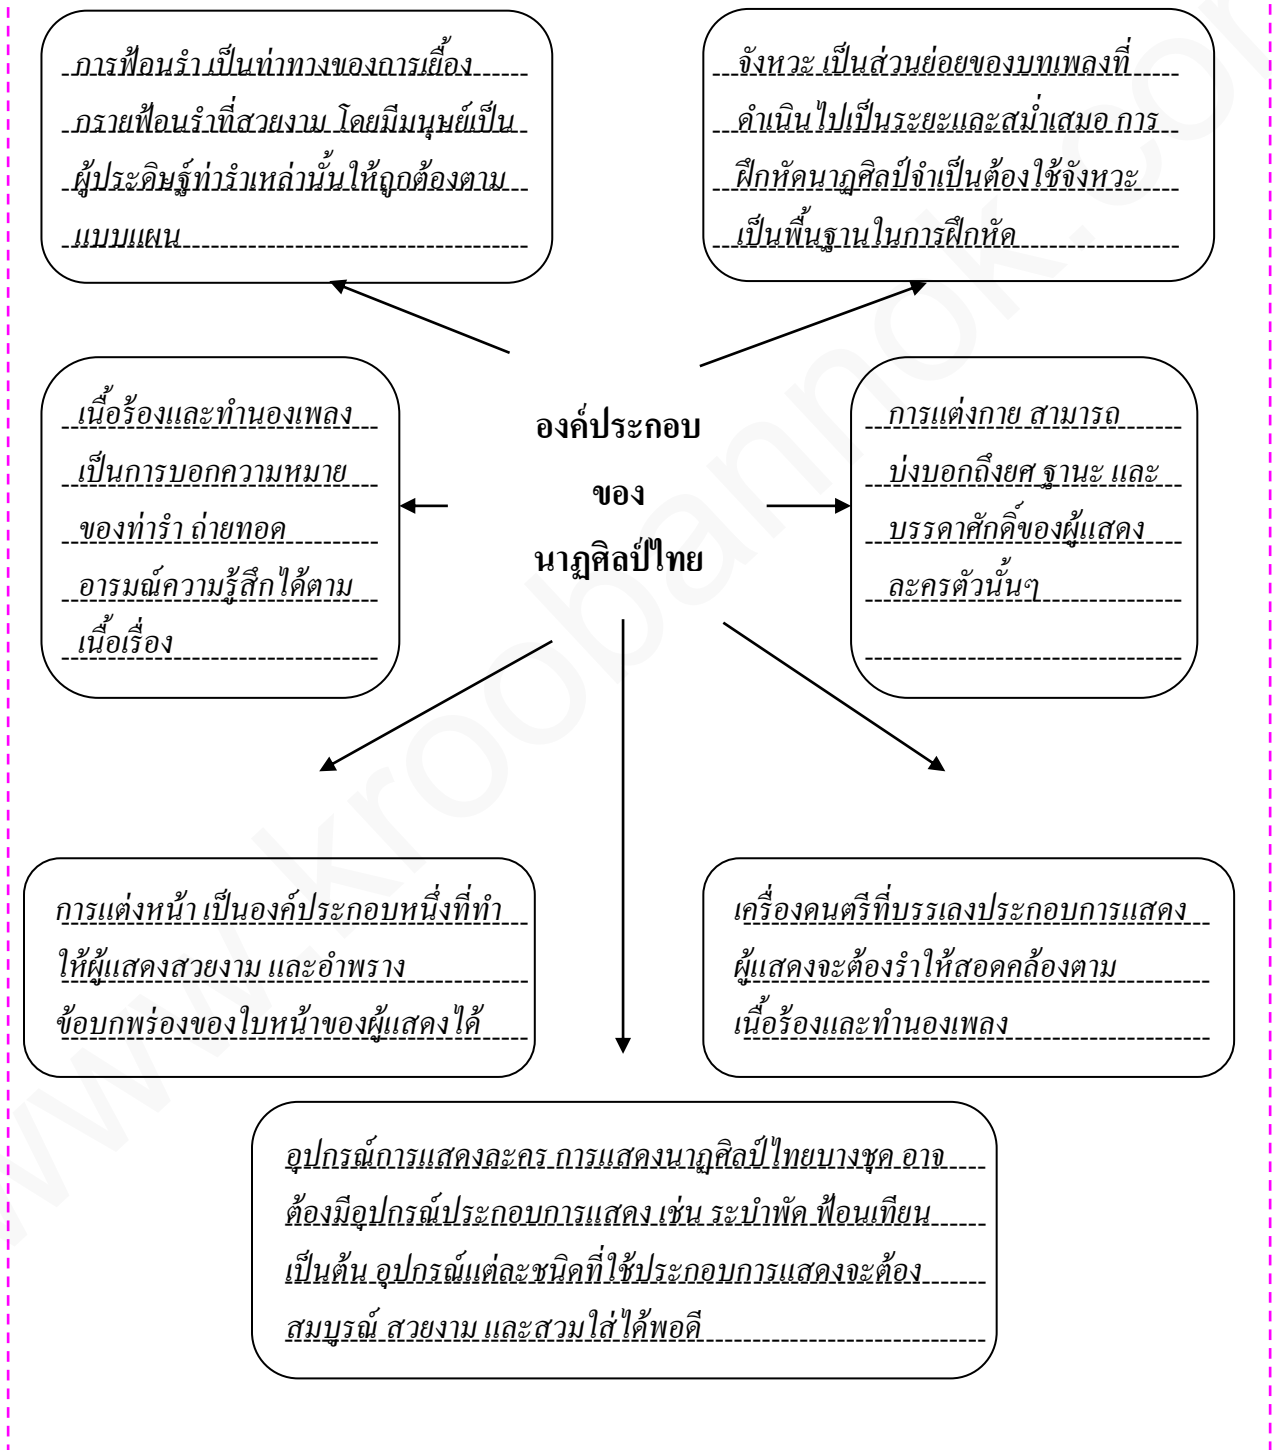 การฟ้อนรำ เป็นท่าทางของการเยื้อง
กรายฟ้อนรำที่สวยงาม โดยมีมนุษย์เป็น
ผู้ประดิษฐ์ท่ารำเหล่านั้นให้ถูกต้องตาม
แบบแผน
จังหวะ เป็นส่วนย่อยของบทเพลงที่
ดำเนินไปเป็นระยะและสม่ำเสมอ การ
ฝึกหัดนาฏศิลป์จำเป็นต้องใช้จังหวะ
เป็นพื้นฐานในการฝึกหัด
เนื้อร้องและทำนองเพลง
เป็นการบอกความหมาย
ของท่ารำ ถ่ายทอด
อารมณ์ความรู้สึกได้ตาม
เนื้อเรื่อง
องค์ประกอบ
ของ
นาฏศิลป์ไทย
การแต่งกาย สามารถ
บ่งบอกถึงยศ ฐานะ และ
บรรดาศักดิ์ของผู้แสดง
ละครตัวนั้นๆ
การแต่งหน้า เป็นองค์ประกอบหนึ่งที่ทำ
ให้ผู้แสดงสวยงาม และอำพราง
ข้อบกพร่องของใบหน้าของผู้แสดงได้
เครื่องดนตรีที่บรรเลงประกอบการแสดง
ผู้แสดงจะต้องรำให้สอดคล้องตาม
เนื้อร้องและทำนองเพลง
อุปกรณ์การแสดงละคร การแสดงนาฏศิลป์ไทยบางชุด อาจ
ต้องมีอุปกรณ์ประกอบการแสดง เช่น ระบำพัด ฟ้อนเทียน
เป็นต้น อุปกรณ์แต่ละชนิดที่ใช้ประกอบการแสดงจะต้อง
สมบูรณ์ สวยงาม และสวมใส่ได้พอดี
www.kroobannok.com